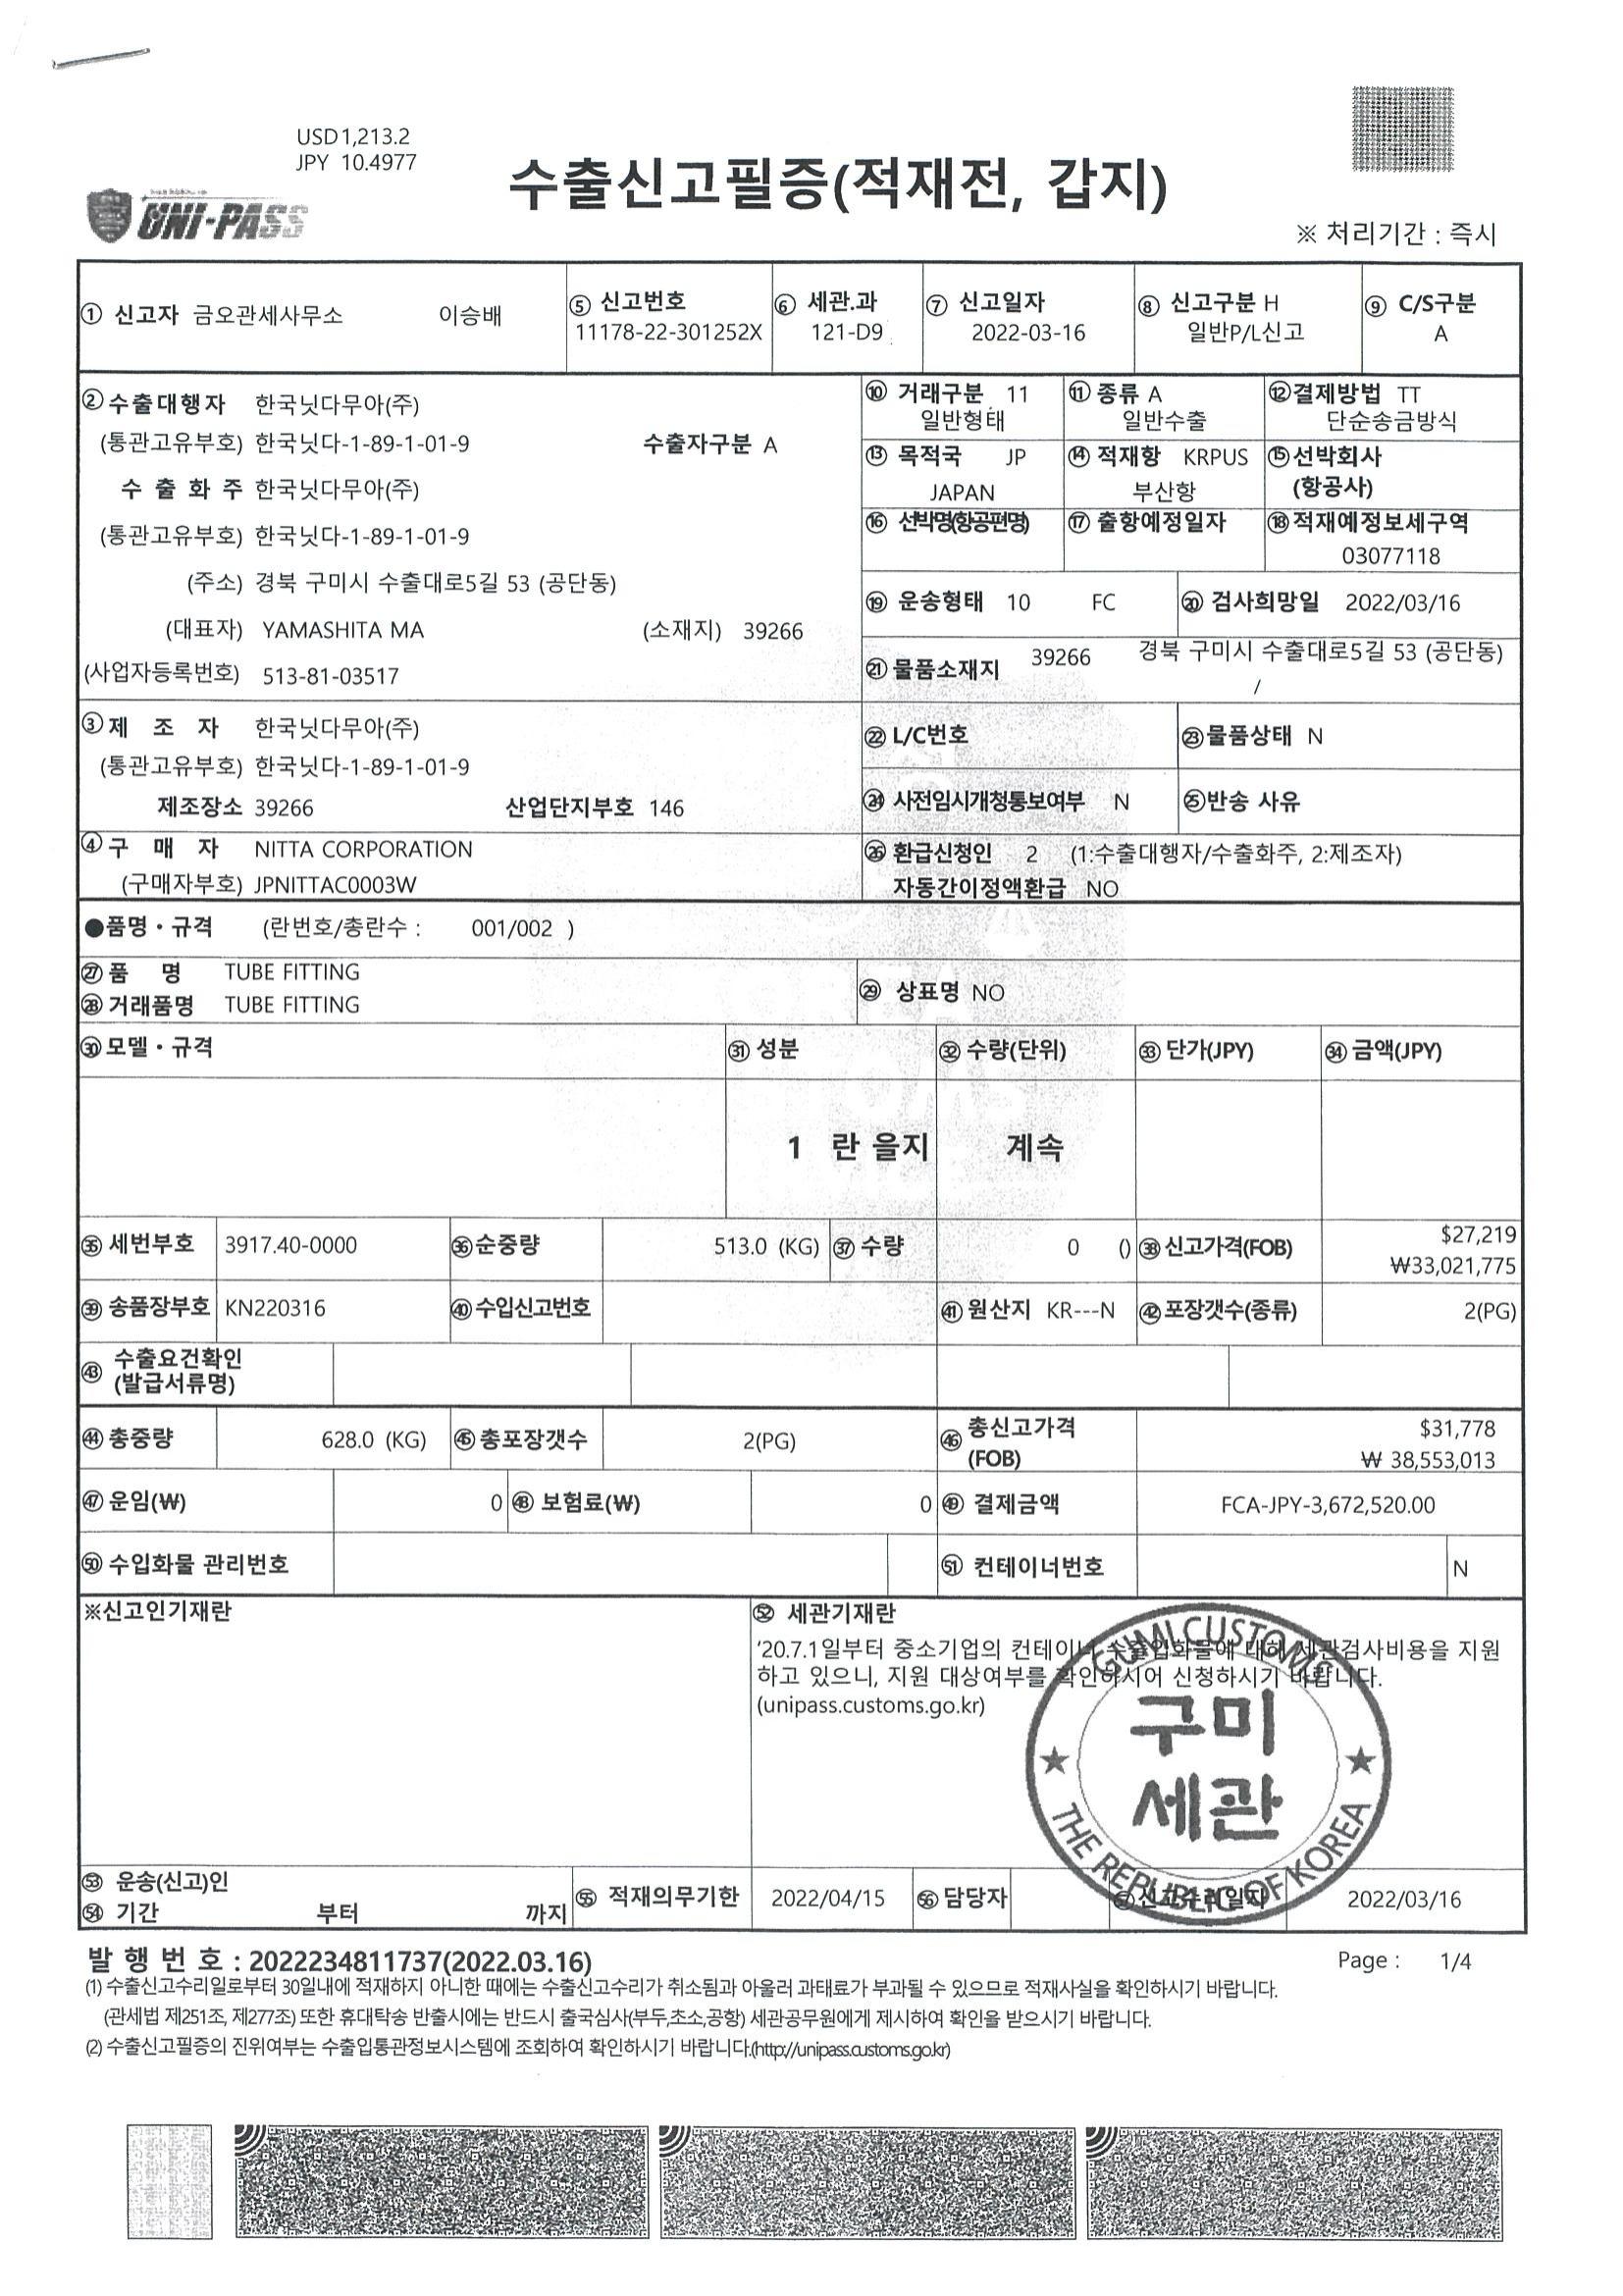 USD1,213.2
JPY 10.4977
수출신고필증(적재전, 갑지)
UNI-PASS
※ 처리기간 : 즉시
① 신고자 금오관세사무소 이승배
⑤ 신고번호
11178-22-301252X
⑥ 세관.과
121-D9
⑦ 신고일자
2022-03-16
⑧ 신고구분 H
일반P/L신고
⑨ C/S구분
A
② 수출대행자 한국닛다무아(주)
(통관고유부호) 한국닛다-1-89-1-01-9 수출자구분 A
수 출 화 주 한국닛다무아(주)
(통관고유부호) 한국닛다-1-89-1-01-9
(주소) 경북 구미시 수출대로5길 53 (공단동)
(대표자) YAMASHITA MA (소재지) 39266
(사업자등록번호) 513-81-03517
⑩ 거래구분 11
일반형태
⑪ 종류 A
일반수출
⑫결제방법 TT
단순송금방식
⑬ 목적국 JP
JAPAN
⑭ 적재항 KRPUS
부산항
⑮선박회사
(항공사)
⑯ 선박명(항공편명)
⑰ 출항예정일자
⑱적재예정보세구역
03077118
⑲ 운송형태 10 FC
⑳ 검사희망일 2022/03/16
㉑물품소재지 39266 경북 구미시 수출대로5길 53 (공단동)
/
③ 제 조 자 한국닛다무아(주)
(통관고유부호) 한국닛다-1-89-1-01-9
제조장소 39266 산업단지부호 146
㉒ L/C번호
㉓물품상태 N
㉔ 사전임시개청통보여부 N
㉕반송 사유
④ 구 매 자 NITTA CORPORATION
(구매자부호) JPNITTAC0003W
㉖ 환급신청인 2 (1:수출대행자/수출화주, 2:제조자)
자동간이정액환급 NO
●품명・규격 (란번호/총란수 : 001/002 )
㉗ 품 명 TUBE FITTING
㉘ 거래품명 TUBE FITTING
㉙ 상표명 NO
㉚모델・규격 ㉛ 성분 ㉜ 수량(단위) ㉝ 단가(JPY) ㉞ 금액(JPY)
1 란 을지 계속
㉟ 세번부호 3917.40-0000 ㊱순중량 513.0 (KG) ㊲ 수량 0 () ㊳신고가격(FOB) $27,219
₩33,021,775
㊴ 송품장부호 KN220316 ㊵수입신고번호 ㊶ 원산지 KR---N ㊷포장갯수(종류) 2(PG)
㊸ 수출요건확인
(발급서류명)
㊹ 총중량 628.0 (KG) ㊺총포장갯수 2(PG) ㊻ 총신고가격
(FOB)
$31,778
₩ 38,553,013
㊼ 운임(₩) 0 ㊽ 보험료(₩) 0 ㊾ 결제금액 FCA-JPY-3,672,520.00
㊿ 수입화물 관리번호 51 컨테이너번호 N
※신고인기재란
52 세관기재란
'20.7.1일부터 중소기업의 컨테이너 수출입화물에 대해 세관검사비용을 지원
하고 있으니, 지원 대상여부를 확인하시어 신청하시기 바랍니다.
(unipass.customs.go.kr)
GUMI CUSTOMS
구미
세관
THE REPUBLIC OF KOREA
53 운송(신고)인
54 기간 부터 까지
55 적재의무기한 2022/04/15 56 담당자 57 신고수리일자 2022/03/16
발 행 번 호 : 2022234811737(2022.03.16) Page : 1/4
(1) 수출신고수리일로부터 30일내에 적재하지 아니한 때에는 수출신고수리가 취소됨과 아울러 과태료가 부과될 수 있으므로 적재사실을 확인하시기 바랍니다.
(관세법 제251조, 제277조) 또한 휴대탁송 반출시에는 반드시 출국심사(부두,초소,공항) 세관공무원에게 제시하여 확인을 받으시기 바랍니다.
(2) 수출신고필증의 진위여부는 수출입통관정보시스템에 조회하여 확인하시기 바랍니다.(http://unipass.customs.go.kr)